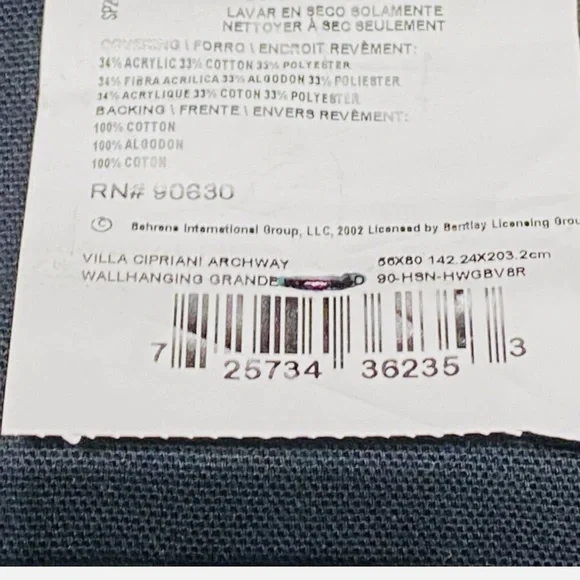 LAVAR EN SECO SOLAMENTE
NETTOYER À SEC SEULEMENT
COVERING \ FORRO \ ENCROIT REVÊMENT:
34% ACRYLIC 33% COTTON 33% POLYESTER
34% FIBRA ACRILICA 33% ALGODON 33% POLIESTER
34% ACRYLIQUE 33% COTON 33% POLYESTER
BACKING \ FRENTE \ ENVERS REVÊMENT:
100% COTTON
100% ALGODON
100% COTON
RN# 90630
© Behrens International Group, LLC, 2002 Licensed by Bentley Licensing Grou
VILLA CIPRIANI ARCHWAY 56X80 142.24X203.2cm
WALLHANGING GRANDE 90-HSN-HWGBV8R
7 25734 36235 3